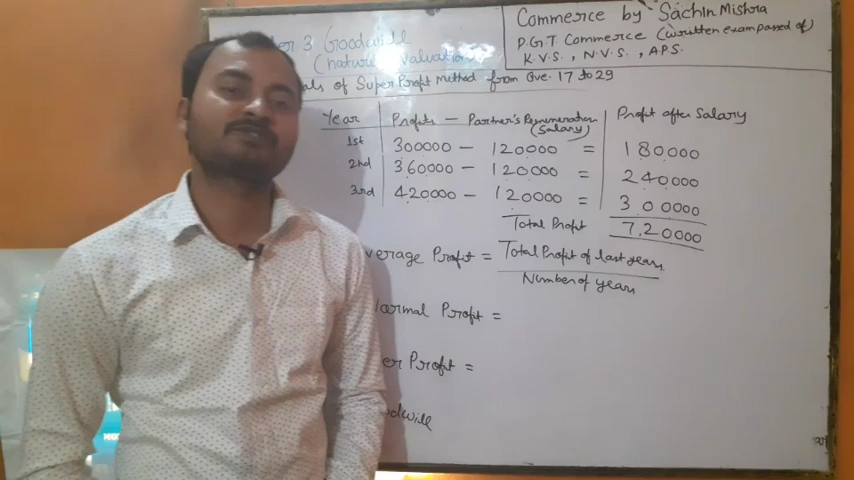 Commerce by Sachin Mishra
P.G.T. Commerce (written exam passed of)
K.V.S., N.V.S., A.P.S.
3 Goodwill
(nature valuation
of Super Profit Method from Que. 17 to 29
Year Profits - Partner's Remuneration (Salary) Profit after Salary
1st 300000 - 120000 = 180000
2nd 360000 - 120000 = 240000
3rd 420000 - 120000 = 300000
Total Profit 7,20000
verage Profit = Total Profit of last years
Number of years
ormal Profit =
er Profit =
odwill